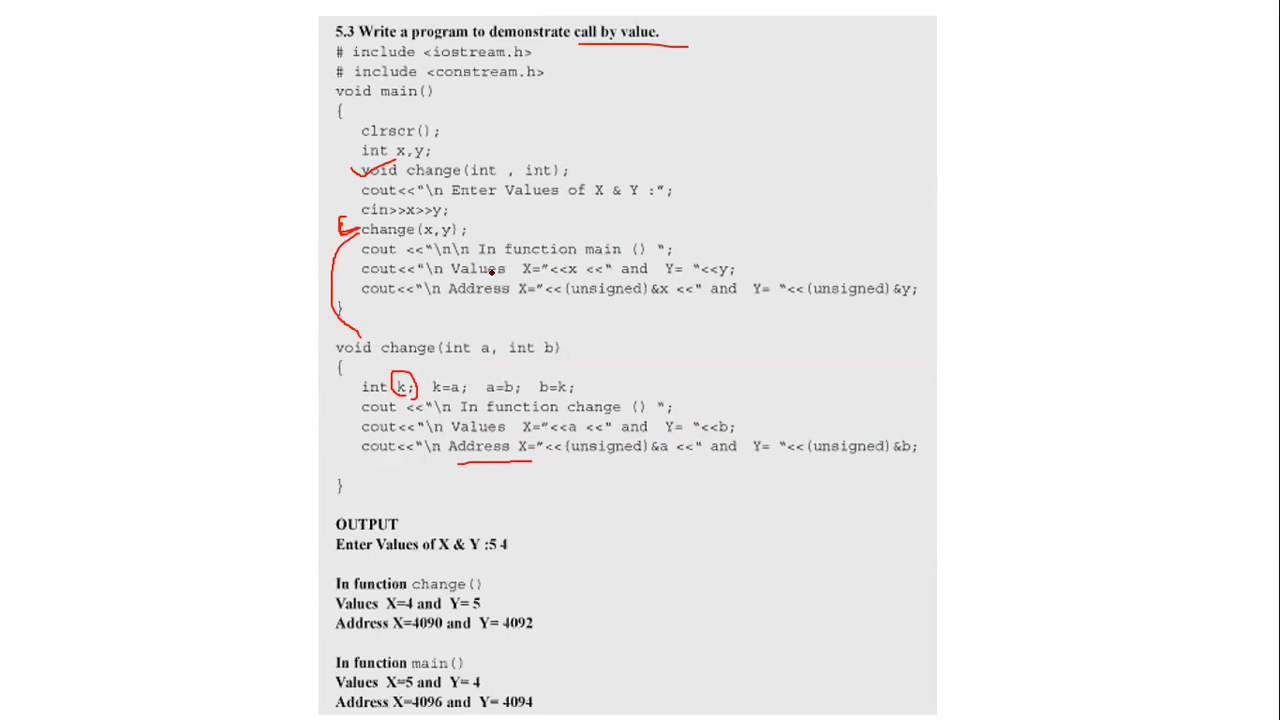 5.3 Write a program to demonstrate call by value.
# include <iostream.h>
# include <constream.h>
void main()
{
clrscr();
int x,y;
void change(int , int);
cout<<"\n Enter Values of X & Y :";
cin>>x>>y;
change(x,y);
cout <<"\n\n In function main () ";
cout<<"\n Values  X="<<x <<" and  Y= "<<y;
cout<<"\n Address X="<<(unsigned)&x <<" and  Y= "<<(unsigned)&y;
}
void change(int a, int b)
{
int k;  k=a;  a=b;  b=k;
cout <<"\n In function change () ";
cout<<"\n Values  X="<<a <<" and  Y= "<<b;
cout<<"\n Address X="<<(unsigned)&a <<" and  Y= "<<(unsigned)&b;
}
OUTPUT
Enter Values of X & Y :5 4
In function change()
Values  X=4 and  Y= 5
Address X=4090 and  Y= 4092
In function main()
Values  X=5 and  Y= 4
Address X=4096 and  Y= 4094